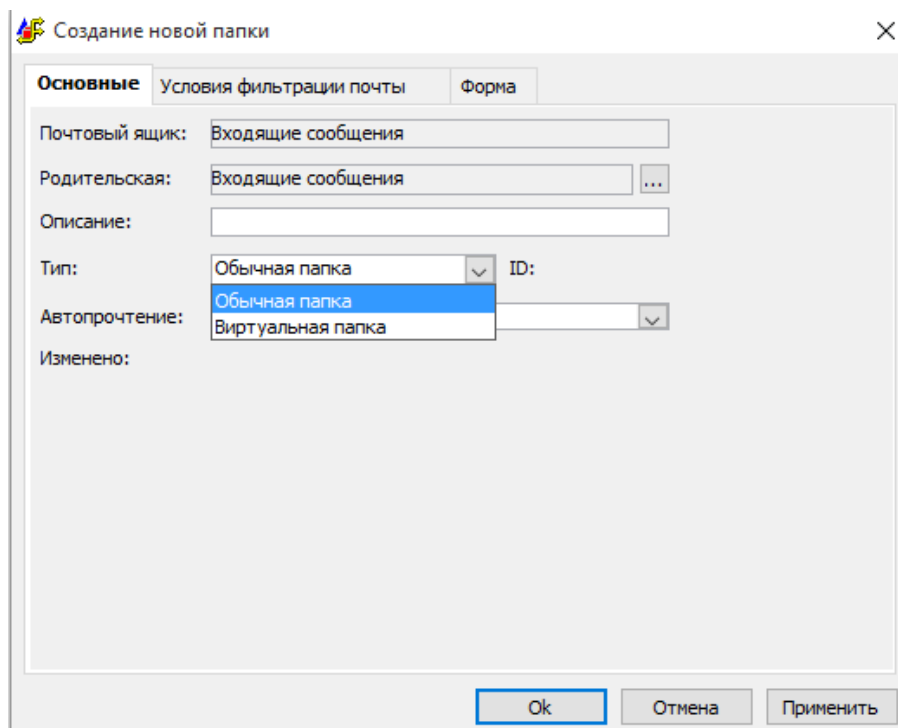 Создание новой папки
Основные Условия фильтрации почты Форма
Почтовый ящик: Входящие сообщения
Родительская: Входящие сообщения ...
Описание:
Тип: Обычная папка ID:
Обычная папка
Автопрочтение:
Виртуальная папка
Изменено:
Ok Отмена Применить